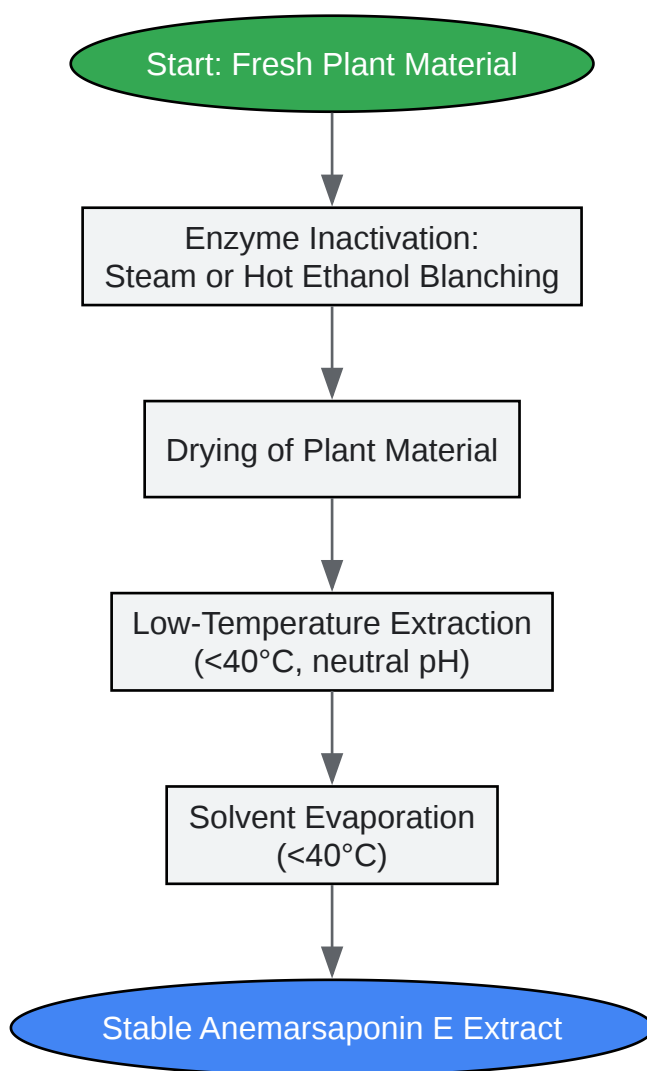 Start: Fresh Plant Material
Enzyme Inactivation:
Steam or Hot Ethanol Blanching
Drying of Plant Material
Low-Temperature Extraction
(<40°C, neutral pH)
Solvent Evaporation
(<40°C)
Stable Anemarsaponin E Extract